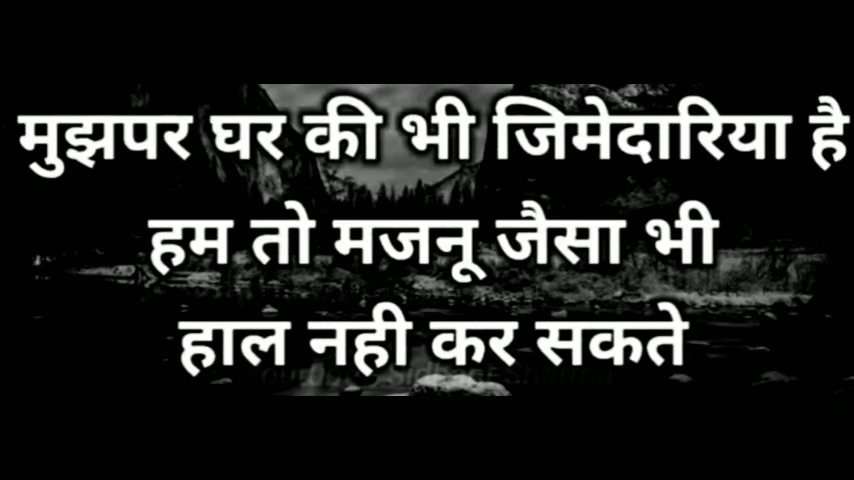 मुझपर घर की भी जिमेदारिया है
हम तो मजनू जैसा भी
हाल नही कर सकते